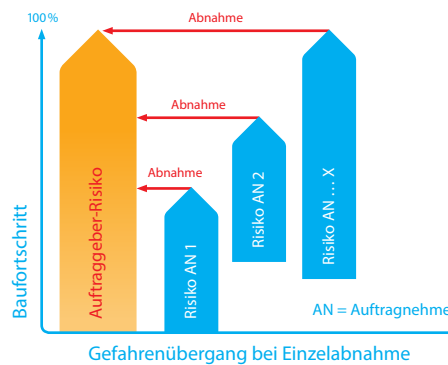 100 %
Abnahme
Abnahme
Abnahme
Baufortschritt
Auftraggeber-Risiko
Risiko AN 1
Risiko AN 2
Risiko AN … X
AN = Auftragnehme
Gefahrenübergang bei Einzelabnahme